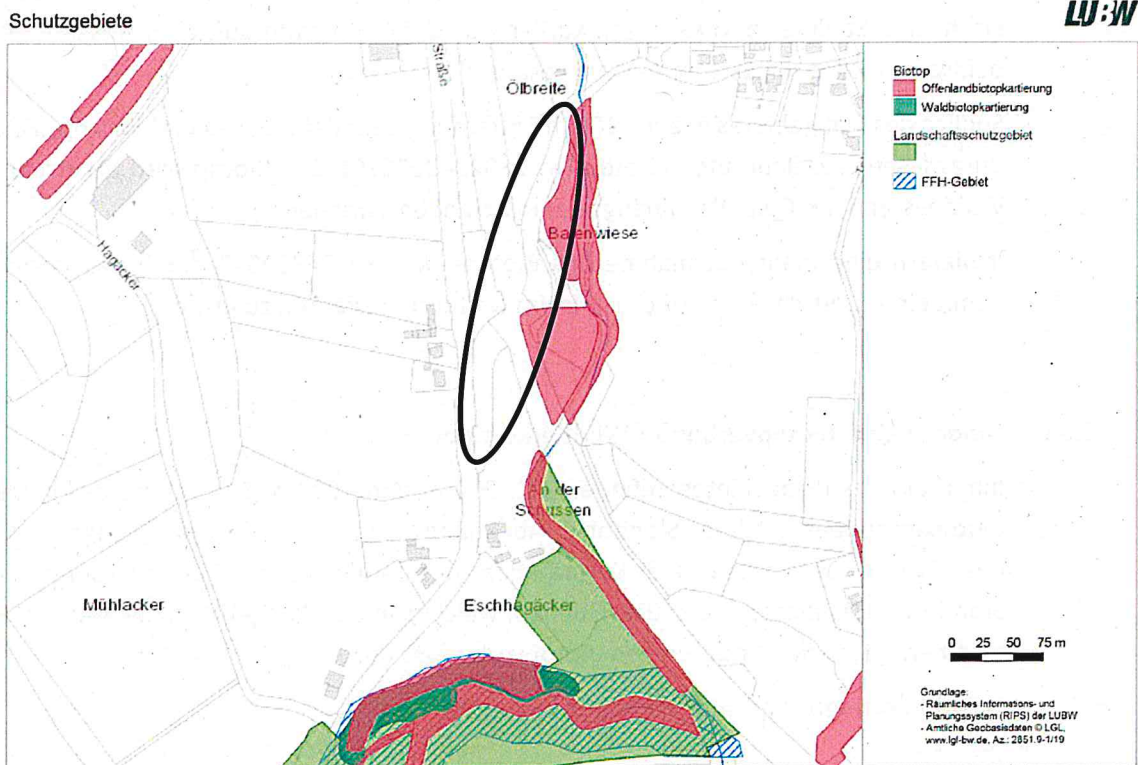 Schutzgebiete
LUBW
Straße
Ölbreite
Hagäcker
Baienwiese
An der
Schussen
Mühlacker
Eschhagäcker
Biotop
Offenlandbiotopkartierung
Waldbiotopkartierung
Landschaftsschutzgebiet
FFH-Gebiet
0 25 50 75 m
Grundlage:
- Räumliches Informations- und
Planungssystem (RIPS) der LUBW
- Amtliche Geobasisdaten © LGL,
www.lgl-bw.de, Az.: 2851.9-1/19